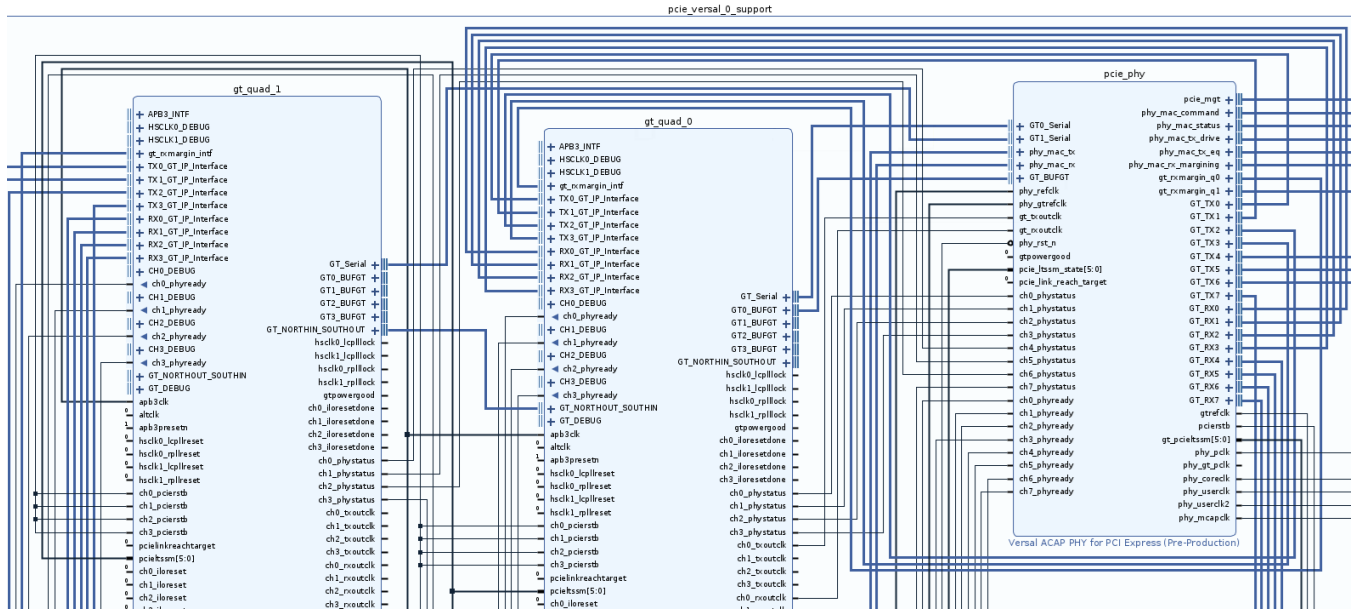 pcie_versal_0_support
gt_quad_1
APB3_INTF
HSCLK0_DEBUG
HSCLK1_DEBUG
gt_rxmargin_intf
TX0_GT_IP_Interface
TX1_GT_IP_Interface
TX2_GT_IP_Interface
TX3_GT_IP_Interface
RX0_GT_IP_Interface
RX1_GT_IP_Interface
RX2_GT_IP_Interface
RX3_GT_IP_Interface
CH0_DEBUG
ch0_phyready
CH1_DEBUG
ch1_phyready
CH2_DEBUG
ch2_phyready
CH3_DEBUG
ch3_phyready
GT_NORTHOUT_SOUTHIN
GT_DEBUG
apb3clk
altclk
apb3presetn
hsclk0_lcpllreset
hsclk0_rpllreset
hsclk1_lcpllreset
hsclk1_rpllreset
ch0_pcierstb
ch1_pcierstb
ch2_pcierstb
ch3_pcierstb
pcielinkreachtarget
pcieltssm[5:0]
ch0_iloreset
ch1_iloreset
ch2_iloreset
GT_Serial
GT0_BUFGT
GT1_BUFGT
GT2_BUFGT
GT3_BUFGT
GT_NORTHIN_SOUTHOUT
hsclk0_lcplllock
hsclk1_lcplllock
hsclk0_rplllock
hsclk1_rplllock
gtpowergood
ch0_iloresetdone
ch1_iloresetdone
ch2_iloresetdone
ch3_iloresetdone
ch0_phystatus
ch1_phystatus
ch2_phystatus
ch3_phystatus
ch0_txoutclk
ch1_txoutclk
ch2_txoutclk
ch3_txoutclk
ch0_rxoutclk
ch1_rxoutclk
ch2_rxoutclk
ch3_rxoutclk
gt_quad_0
APB3_INTF
HSCLK0_DEBUG
HSCLK1_DEBUG
gt_rxmargin_intf
TX0_GT_IP_Interface
TX1_GT_IP_Interface
TX2_GT_IP_Interface
TX3_GT_IP_Interface
RX0_GT_IP_Interface
RX1_GT_IP_Interface
RX2_GT_IP_Interface
RX3_GT_IP_Interface
CH0_DEBUG
ch0_phyready
CH1_DEBUG
ch1_phyready
CH2_DEBUG
ch2_phyready
CH3_DEBUG
ch3_phyready
GT_NORTHOUT_SOUTHIN
GT_DEBUG
apb3clk
altclk
apb3presetn
hsclk0_lcpllreset
hsclk0_rpllreset
hsclk1_lcpllreset
hsclk1_rpllreset
ch0_pcierstb
ch1_pcierstb
ch2_pcierstb
ch3_pcierstb
pcielinkreachtarget
pcieltssm[5:0]
ch0_iloreset
GT_Serial
GT0_BUFGT
GT1_BUFGT
GT2_BUFGT
GT3_BUFGT
GT_NORTHIN_SOUTHOUT
hsclk0_lcplllock
hsclk1_lcplllock
hsclk0_rplllock
hsclk1_rplllock
gtpowergood
ch0_iloresetdone
ch1_iloresetdone
ch2_iloresetdone
ch3_iloresetdone
ch0_phystatus
ch1_phystatus
ch2_phystatus
ch3_phystatus
ch0_txoutclk
ch1_txoutclk
ch2_txoutclk
ch3_txoutclk
ch0_rxoutclk
pcie_phy
GT0_Serial
GT1_Serial
phy_mac_tx
phy_mac_rx
GT_BUFGT
phy_refclk
phy_gtrefclk
gt_txoutclk
gt_rxoutclk
phy_rst_n
gtpowergood
pcie_ltssm_state[5:0]
pcie_link_reach_target
ch0_phystatus
ch1_phystatus
ch2_phystatus
ch3_phystatus
ch4_phystatus
ch5_phystatus
ch6_phystatus
ch7_phystatus
ch0_phyready
ch1_phyready
ch2_phyready
ch3_phyready
ch4_phyready
ch5_phyready
ch6_phyready
ch7_phyready
pcie_mgt
phy_mac_command
phy_mac_status
phy_mac_tx_drive
phy_mac_tx_eq
phy_mac_rx_margining
gt_rxmargin_q0
gt_rxmargin_q1
GT_TX0
GT_TX1
GT_TX2
GT_TX3
GT_TX4
GT_TX5
GT_TX6
GT_TX7
GT_RX0
GT_RX1
GT_RX2
GT_RX3
GT_RX4
GT_RX5
GT_RX6
GT_RX7
gtrefclk
pcierstb
gt_pcieltssm[5:0]
phy_pclk
phy_gt_pclk
phy_coreclk
phy_userclk
phy_userclk2
phy_mcapclk
Versal ACAP PHY for PCI Express (Pre-Production)